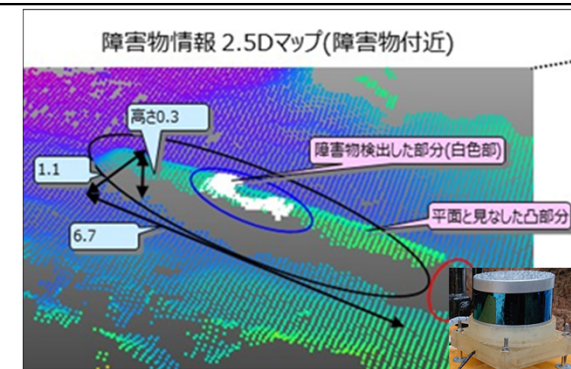 障害物情報 2.5Dマップ(障害物付近)
高さ0.3
障害物検出した部分(白色部)
1.1
平面と見なした凸部分
6.7